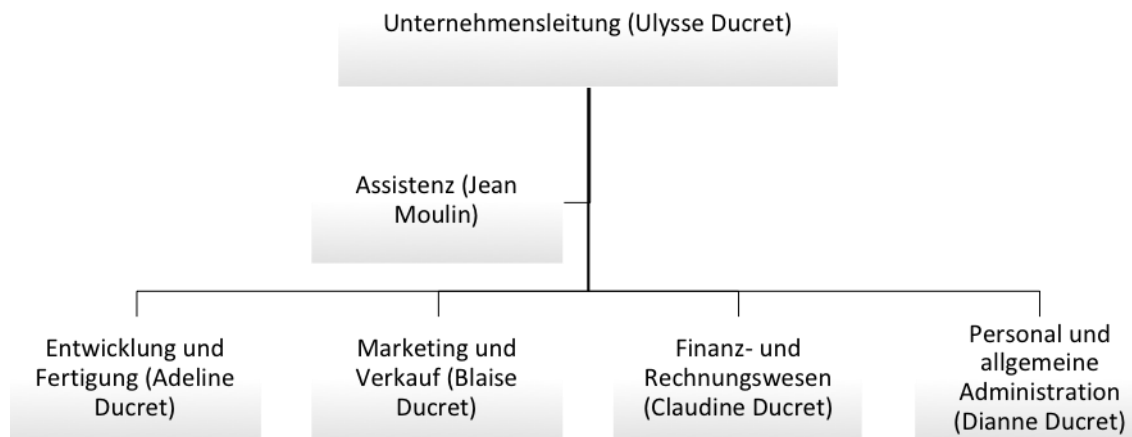 Unternehmensleitung (Ulysse Ducret)
Assistenz (Jean
Moulin)
Entwicklung und
Fertigung (Adeline
Ducret)
Marketing und
Verkauf (Blaise
Ducret)
Finanz- und
Rechnungswesen
(Claudine Ducret)
Personal und
allgemeine
Administration
(Dianne Ducret)